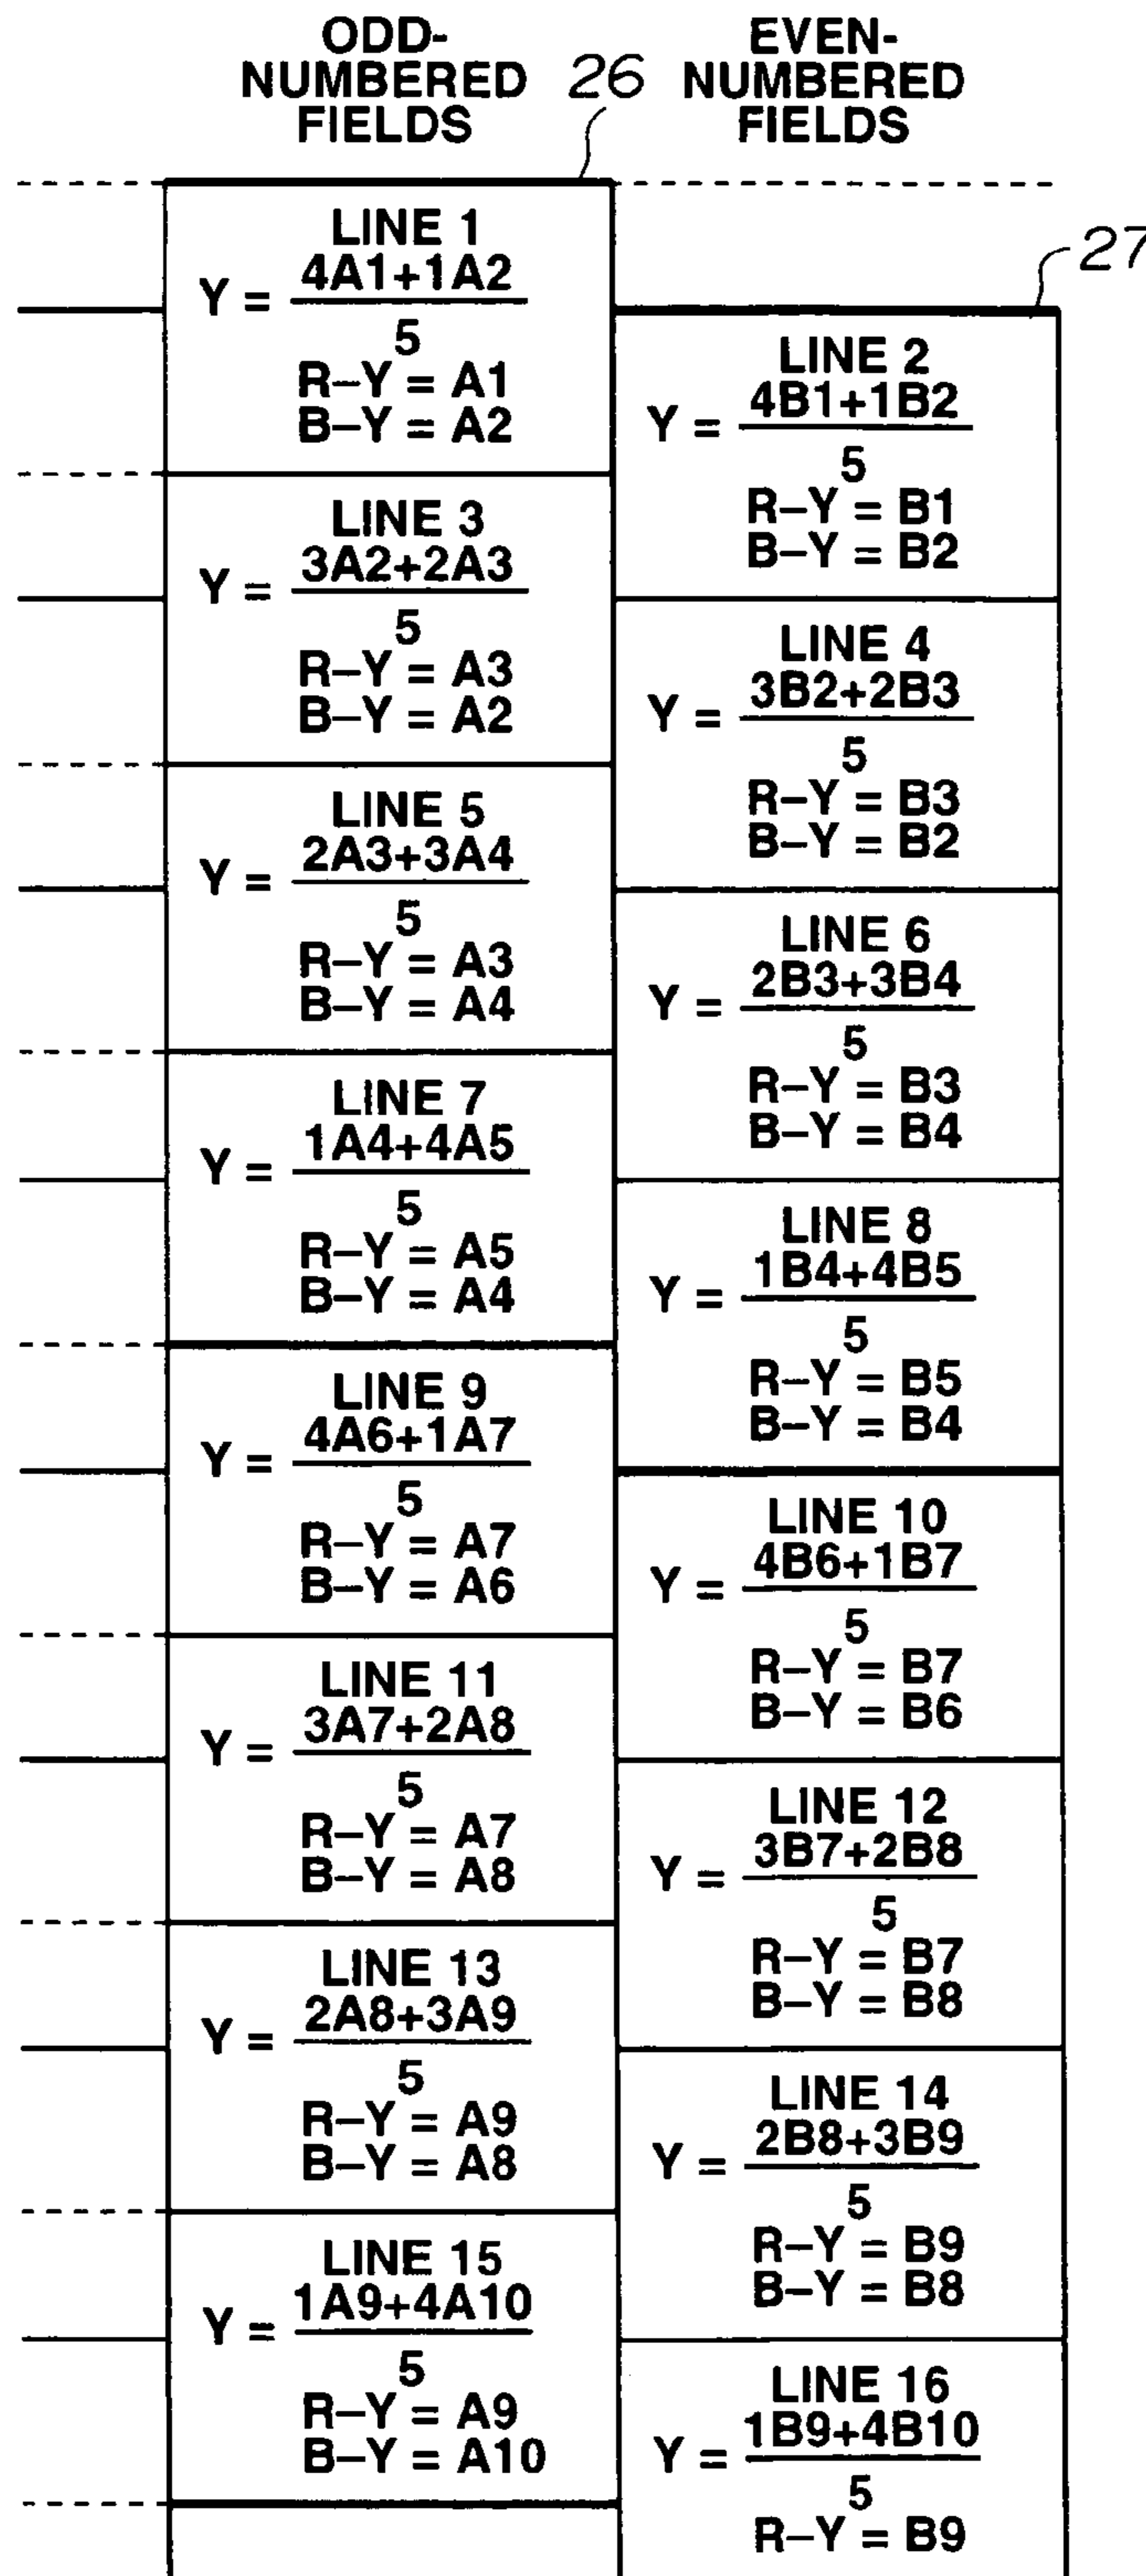 ODD-
NUMBERED
FIELDS
26
EVEN-
NUMBERED
FIELDS
27
LINE 1
Y = 4A1+1A2
5
R–Y = A1
B–Y = A2
LINE 3
Y = 3A2+2A3
5
R–Y = A3
B–Y = A2
LINE 5
Y = 2A3+3A4
5
R–Y = A3
B–Y = A4
LINE 7
Y = 1A4+4A5
5
R–Y = A5
B–Y = A4
LINE 9
Y = 4A6+1A7
5
R–Y = A7
B–Y = A6
LINE 11
Y = 3A7+2A8
5
R–Y = A7
B–Y = A8
LINE 13
Y = 2A8+3A9
5
R–Y = A9
B–Y = A8
LINE 15
Y = 1A9+4A10
5
R–Y = A9
B–Y = A10
LINE 2
Y = 4B1+1B2
5
R–Y = B1
B–Y = B2
LINE 4
Y = 3B2+2B3
5
R–Y = B3
B–Y = B2
LINE 6
Y = 2B3+3B4
5
R–Y = B3
B–Y = B4
LINE 8
Y = 1B4+4B5
5
R–Y = B5
B–Y = B4
LINE 10
Y = 4B6+1B7
5
R–Y = B7
B–Y = B6
LINE 12
Y = 3B7+2B8
5
R–Y = B7
B–Y = B8
LINE 14
Y = 2B8+3B9
5
R–Y = B9
B–Y = B8
LINE 16
Y = 1B9+4B10
5
R–Y = B9